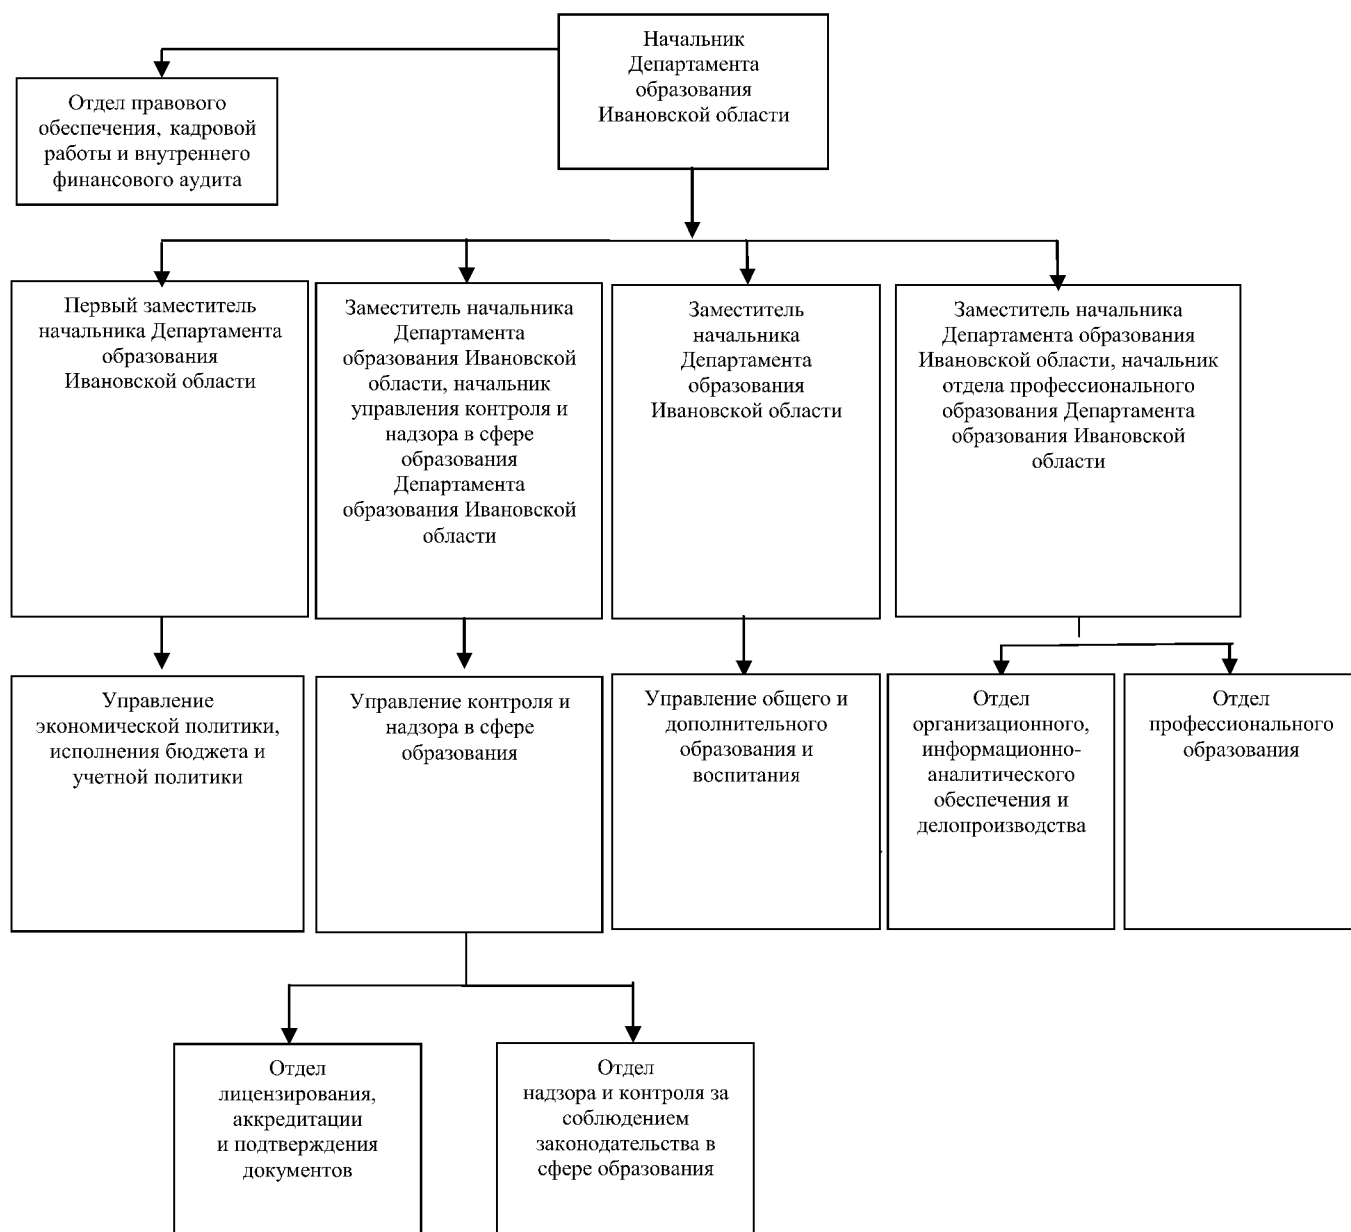 Начальник
Департамента
образования
Ивановской области
Отдел правового
обеспечения, кадровой
работы и внутреннего
финансового аудита
Первый заместитель
начальника Департамента
образования
Ивановской области
Заместитель начальника
Департамента
образования Ивановской
области, начальник
управления контроля и
надзора в сфере
образования
Департамента
образования Ивановской
области
Заместитель
начальника
Департамента
образования
Ивановской области
Заместитель начальника
Департамента образования
Ивановской области, начальник
отдела профессионального
образования Департамента
образования Ивановской
области
Управление
экономической политики,
исполнения бюджета и
учетной политики
Управление контроля и
надзора в сфере
образования
Управление общего и
дополнительного
образования и
воспитания
Отдел
организационного,
информационно-
аналитического
обеспечения и
делопроизводства
Отдел
профессионального
образования
Отдел
лицензирования,
аккредитации
и подтверждения
документов
Отдел
надзора и контроля за
соблюдением
законодательства в
сфере образования